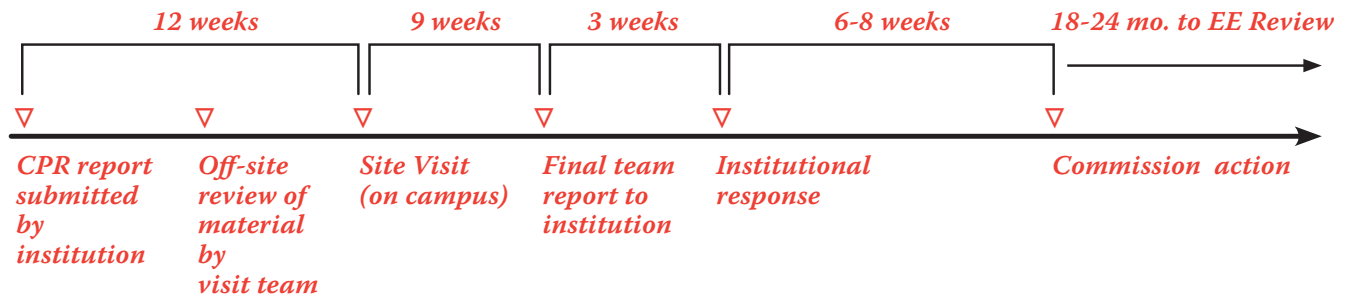 12 weeks
9 weeks
3 weeks
6-8 weeks
18-24 mo. to EE Review
CPR report
submitted
by
institution
Off-site
review of
material
by
visit team
Site Visit
(on campus)
Final team
report to
institution
Institutional
response
Commission action